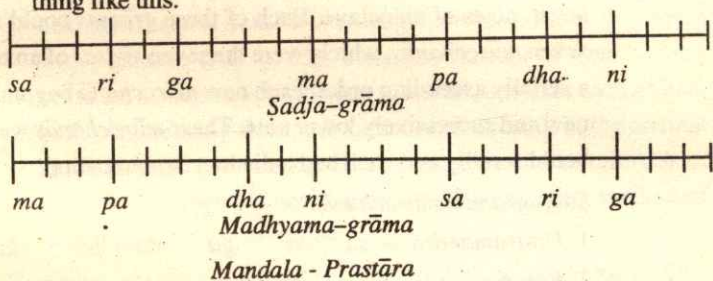 thing like this.
sa ri ga ma pa dha ni
Ṣadja–grāma
ma pa dha ni sa ri ga
Madhyama–grāma
Mandala - Prastāra